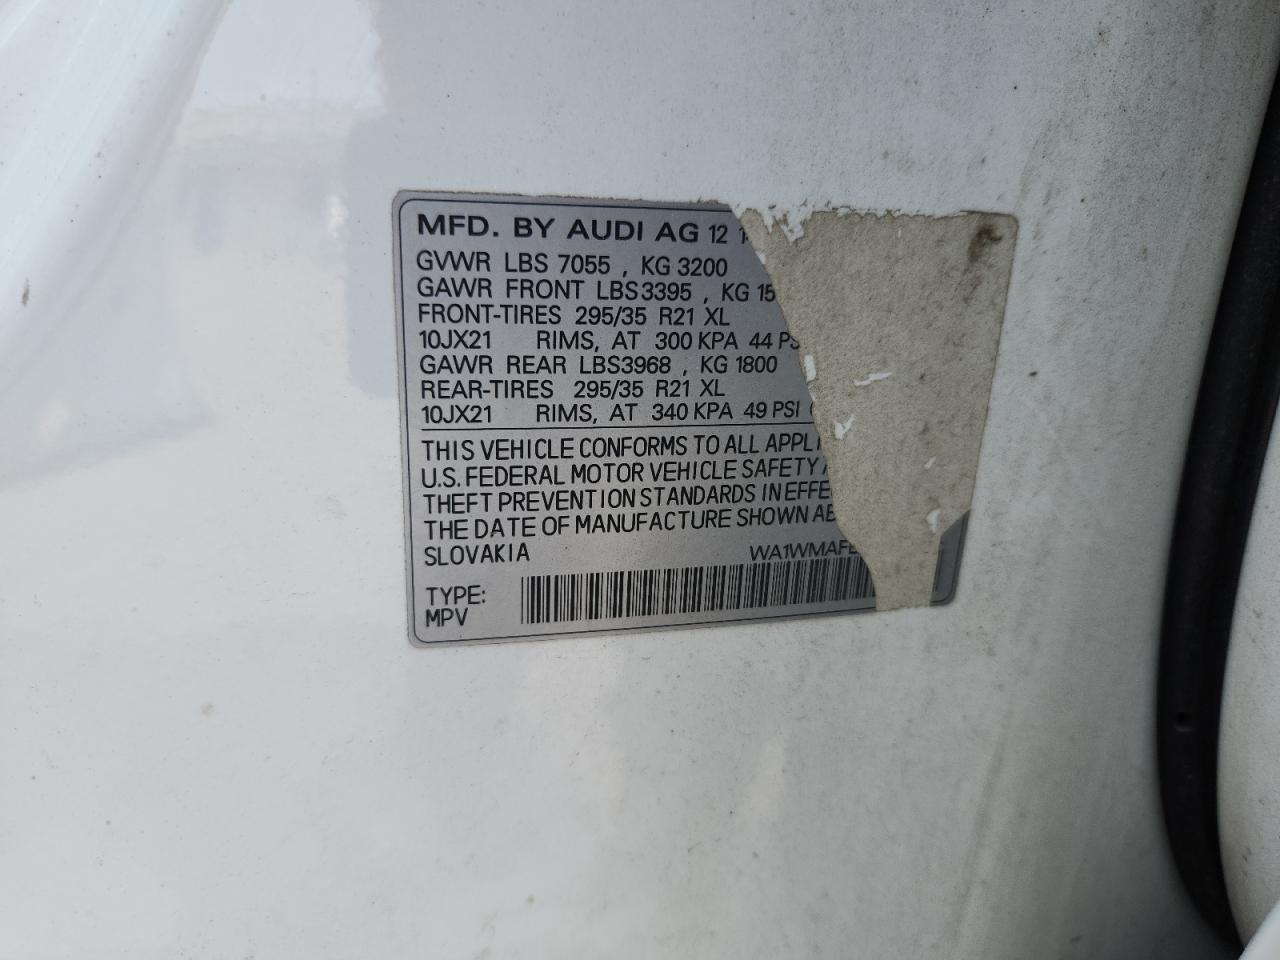 MFD. BY AUDI AG 12
GVWR LBS 7055 , KG 3200
GAWR FRONT LBS3395 , KG
FRONT-TIRES 295/35 R21 XL
10JX21 RIMS, AT 300 KPA 44
GAWR REAR LBS3968 , KG 1800
REAR-TIRES 295/35 R21 XL
10JX21 RIMS, AT 340 KPA 49 PSI
THIS VEHICLE CONFORMS TO ALL
U.S. FEDERAL MOTOR VEHICLE SAFETY
THEFT PREVENTION STANDARDS IN
THE DATE OF MANUFACTURE SHOWN
SLOVAKIA
TYPE:
MPV